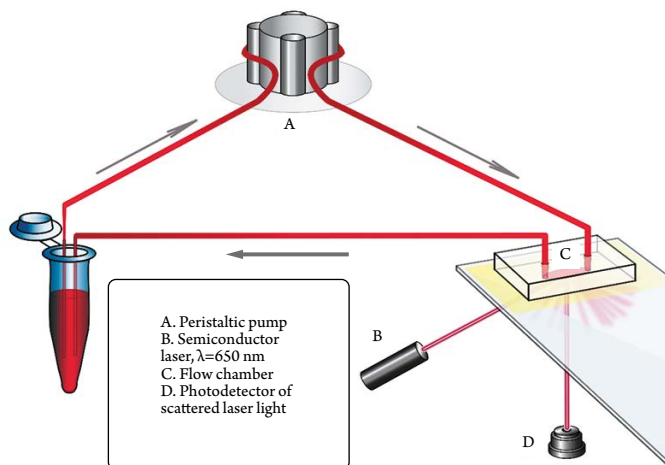 A
C
A. Peristaltic pump
B. Semiconductor
laser, λ=650 nm
C. Flow chamber
D. Photodetector of
scattered laser light
B
D